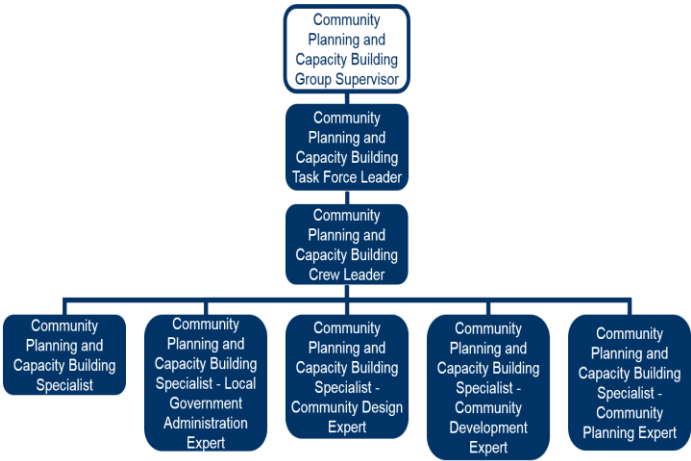 Community
Planning and
Capacity Building
Group Supervisor
Community
Planning and
Capacity Building
Task Force Leader
Community
Planning and
Capacity Building
Crew Leader
Community
Planning and
Capacity Building
Specialist
Community
Planning and
Capacity Building
Specialist - Local
Government
Administration
Expert
Community
Planning and
Capacity Building
Specialist -
Community Design
Expert
Community
Planning and
Capacity Building
Specialist -
Community
Development
Expert
Community
Planning and
Capacity Building
Specialist -
Community
Planning Expert